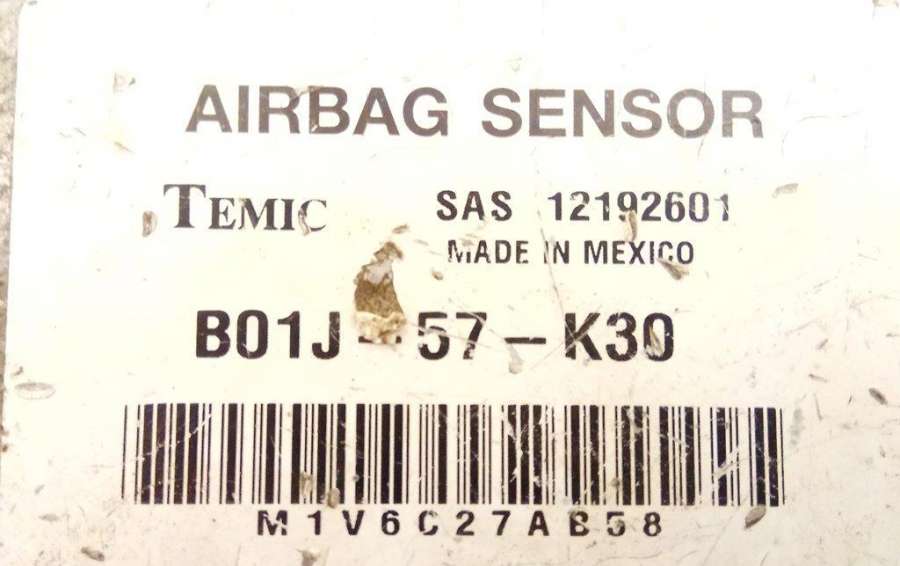 AIRBAG SENSOR
TEMIC SAS 12192601
MADE IN MEXICO
B01J-57-K30
M1V6C27AB58